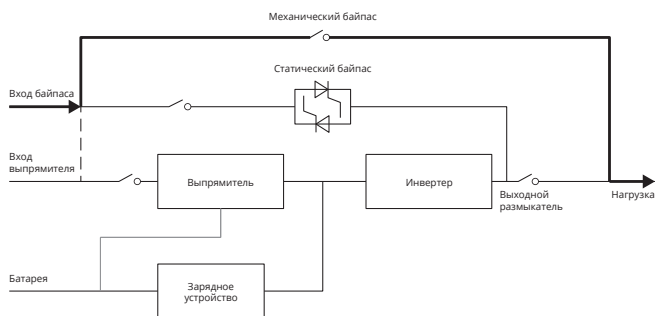 Механический байпас
Статический байпас
Вход байпаса
Вход
выпрямителя
Выпрямитель
Инвертер
Выходной
размыкатель
Нагрузка
Батарея
Зарядное
устройство